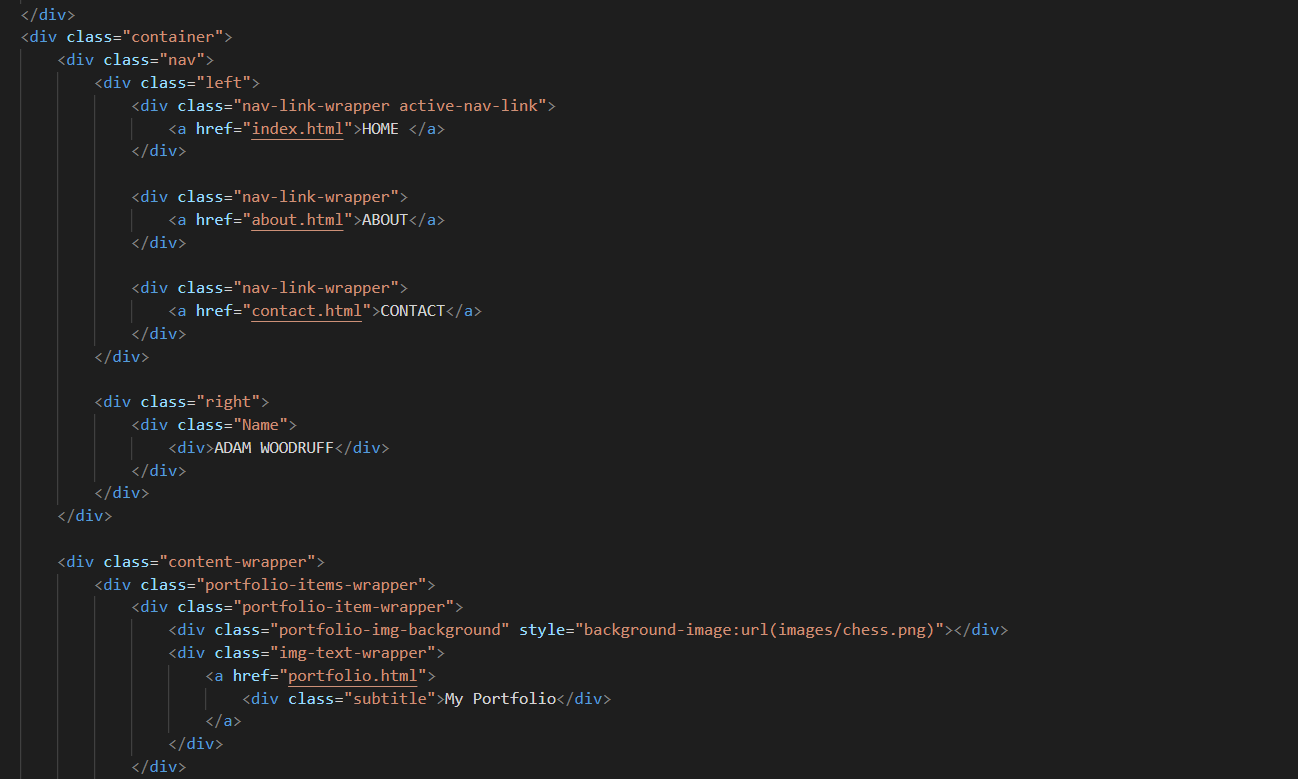 </div>
<div class="container">
<div class="nav">
<div class="left">
<div class="nav-link-wrapper active-nav-link">
<a href="index.html">HOME </a>
</div>
<div class="nav-link-wrapper">
<a href="about.html">ABOUT</a>
</div>
<div class="nav-link-wrapper">
<a href="contact.html">CONTACT</a>
</div>
</div>
<div class="right">
<div class="Name">
<div>ADAM WOODRUFF</div>
</div>
</div>
</div>
<div class="content-wrapper">
<div class="portfolio-items-wrapper">
<div class="portfolio-item-wrapper">
<div class="portfolio-img-background" style="background-image:url(images/chess.png)"></div>
<div class="img-text-wrapper">
<a href="portfolio.html">
<div class="subtitle">My Portfolio</div>
</a>
</div>
</div>